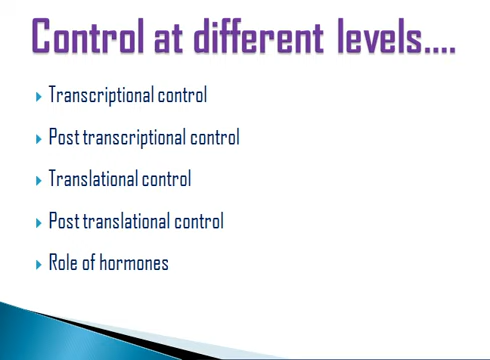 Control at different levels....
Transcriptional control
Post transcriptional control
Translational control
Post translational control
Role of hormones